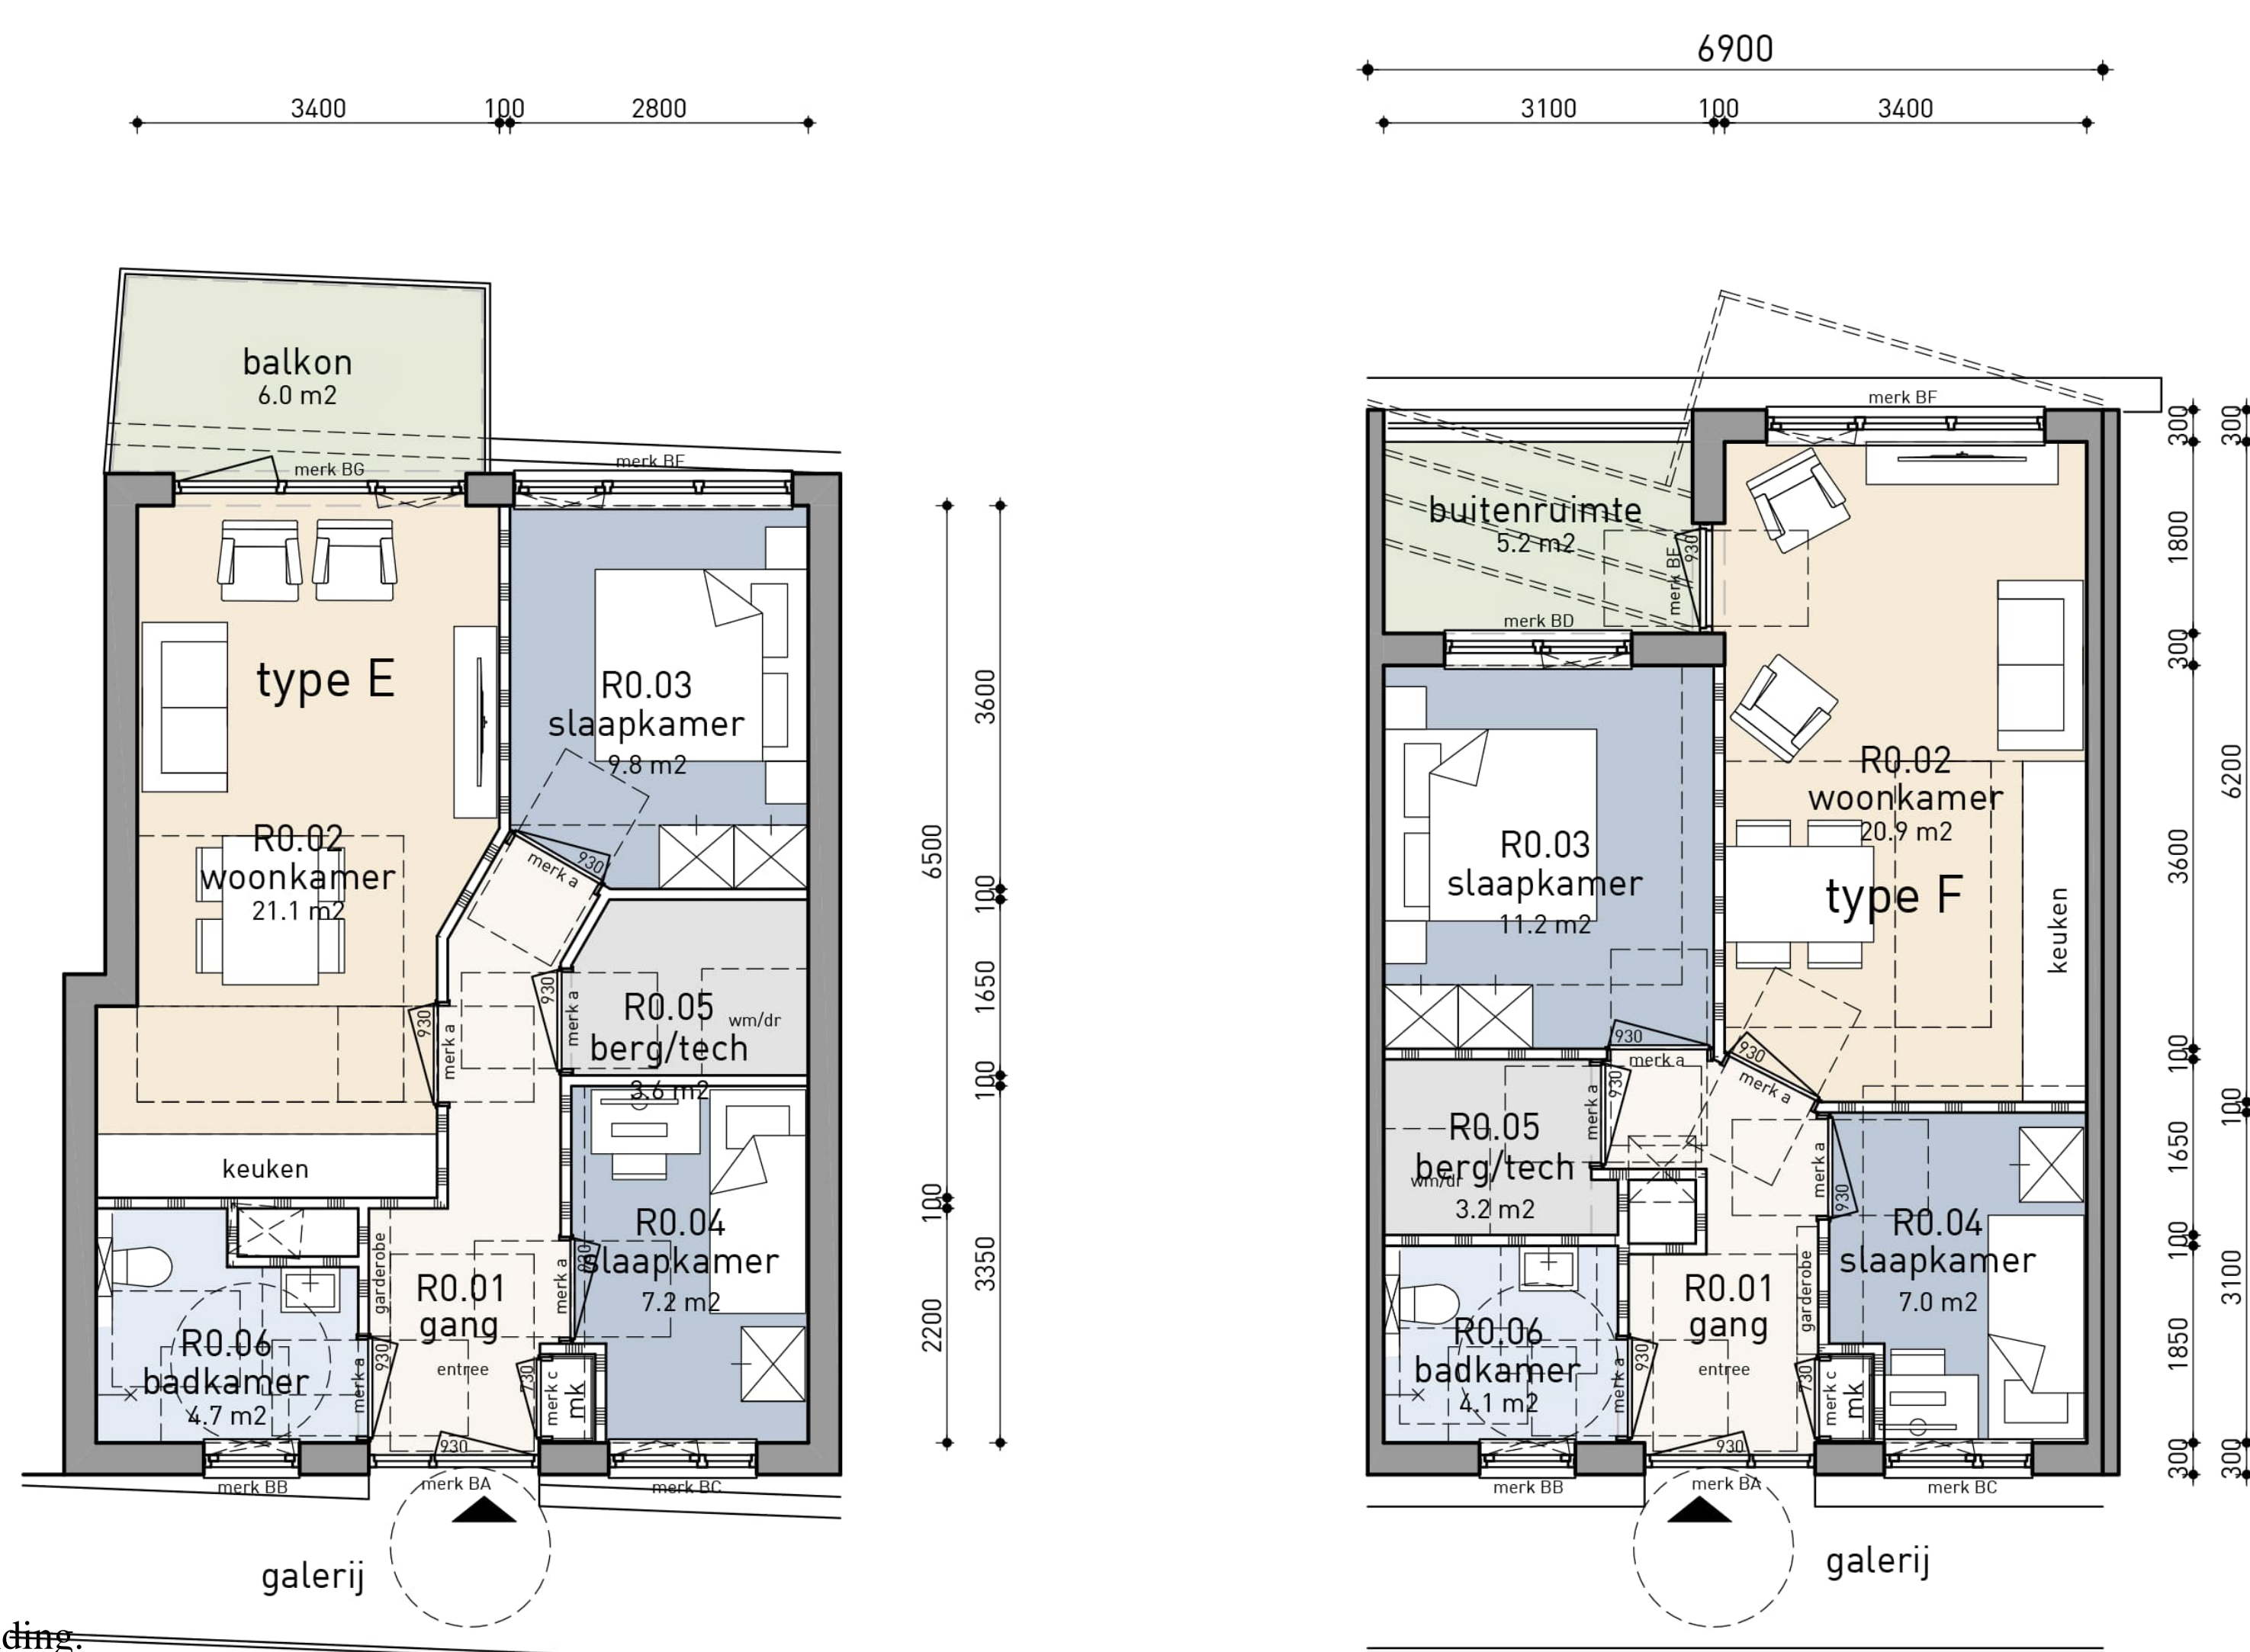 6900
3400 100 2800
3100 100 3400
balkon
6.0 m2
merk BG
merk BF
type E
R0.03
slaapkamer
9.8 m2
R0.02
woonkamer
21.1 m2
930
merk a
930
merk a
930
merk a
R0.05
berg/tech
3.6 m2
wm/dr
keuken
R0.04
slaapkamer
7.2 m2
930
merk a
garderobe
R0.01
gang
entree
R0.06
badkamer
4.7 m2
930
merk a
730
merk c
mk
930
merk BB
merk BA
merk BC
galerij
6500
100
2200
3600
100
1650
100
3350
merk BF
buitenruimte
5.2 m2
930
merk BD
R0.02
woonkamer
20.9 m2
type F
keuken
R0.03
slaapkamer
11.2 m2
930
merk a
930
merk a
930
merk a
R0.05
berg/tech
wm/dr
3.2 m2
930
merk a
R0.04
slaapkamer
7.0 m2
garderobe
R0.01
gang
entree
R0.06
badkamer
4.1 m2
930
merk a
730
merk c
mk
930
merk BB
merk BA
merk BC
galerij
300
1800
300
3600
100
1650
100
1850
300
300
6200
100
3100
300